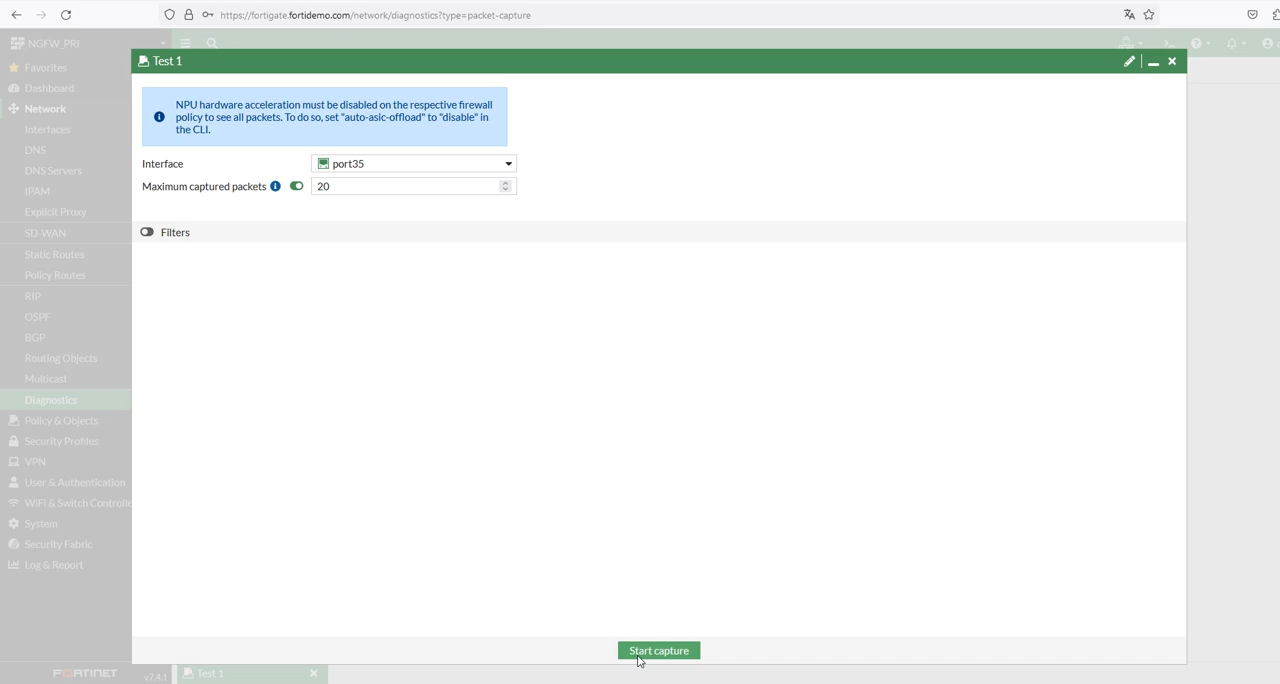 https://fortigate.fortidemo.com/network/diagnostics?type=packet-capture
NGFW_PRI
Test 1
Favorites
Dashboard
Network
Interfaces
DNS
DNS Servers
IPAM
Explicit Proxy
SD-WAN
Static Routes
Policy Routes
RIP
OSPF
BGP
Routing Objects
Multicast
Diagnostics
Policy & Objects
Security Profiles
VPN
User & Authentication
WiFi & Switch Controlle
System
Security Fabric
Log & Report
NPU hardware acceleration must be disabled on the respective firewall
policy to see all packets. To do so, set "auto-asic-offload" to "disable" in
the CLI.
Interface port35
Maximum captured packets 20
Filters
Start capture
FORTINET v7.4.1
Test 1